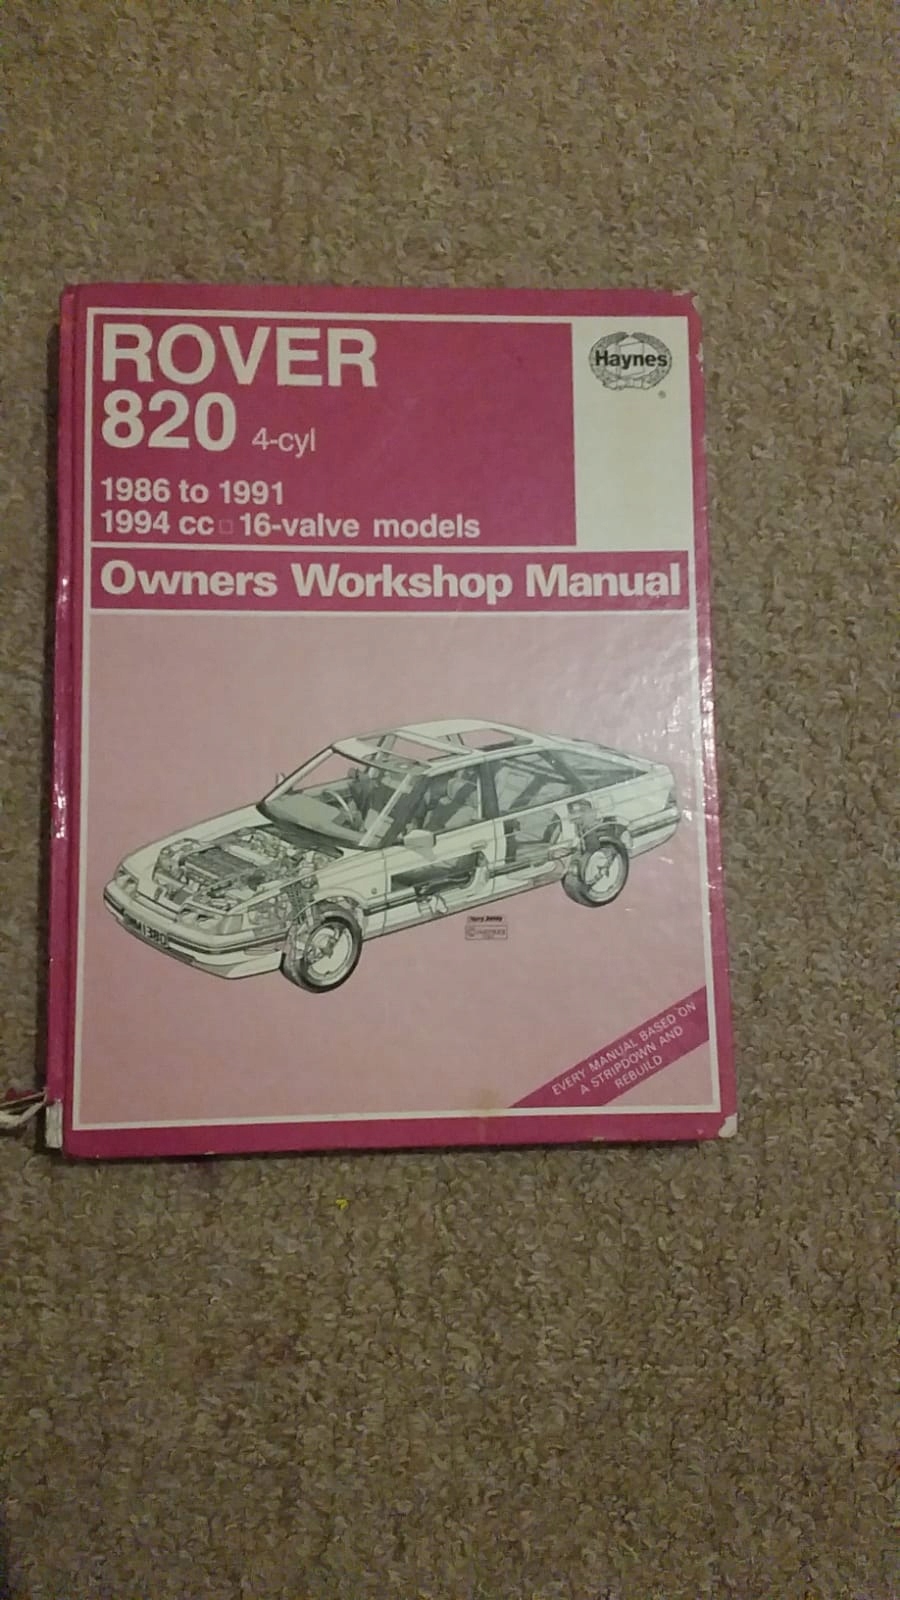 ROVER
Haynes
®
820 4-cyl
1986 to 1991
1994 cc □ 16-valve models
Owners Workshop Manual
EVERY MANUAL BASED ON
A STRIPDOWN AND
REBUILD